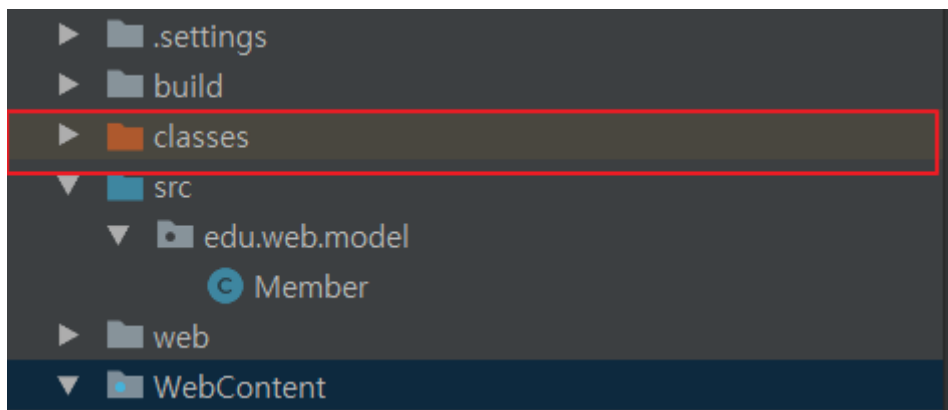 .settings
build
classes
src
edu.web.model
C Member
web
WebContent